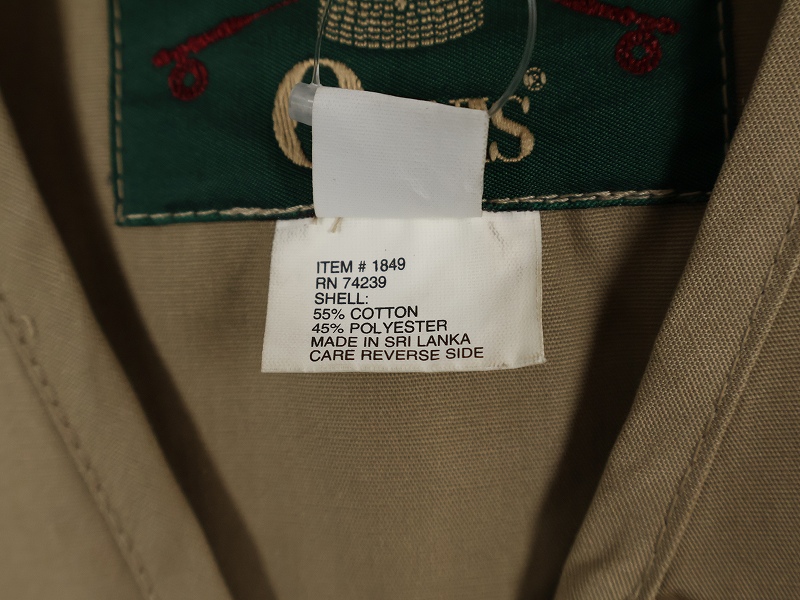 ITEM # 1849
RN 74239
SHELL:
55% COTTON
45% POLYESTER
MADE IN SRI LANKA
CARE REVERSE SIDE